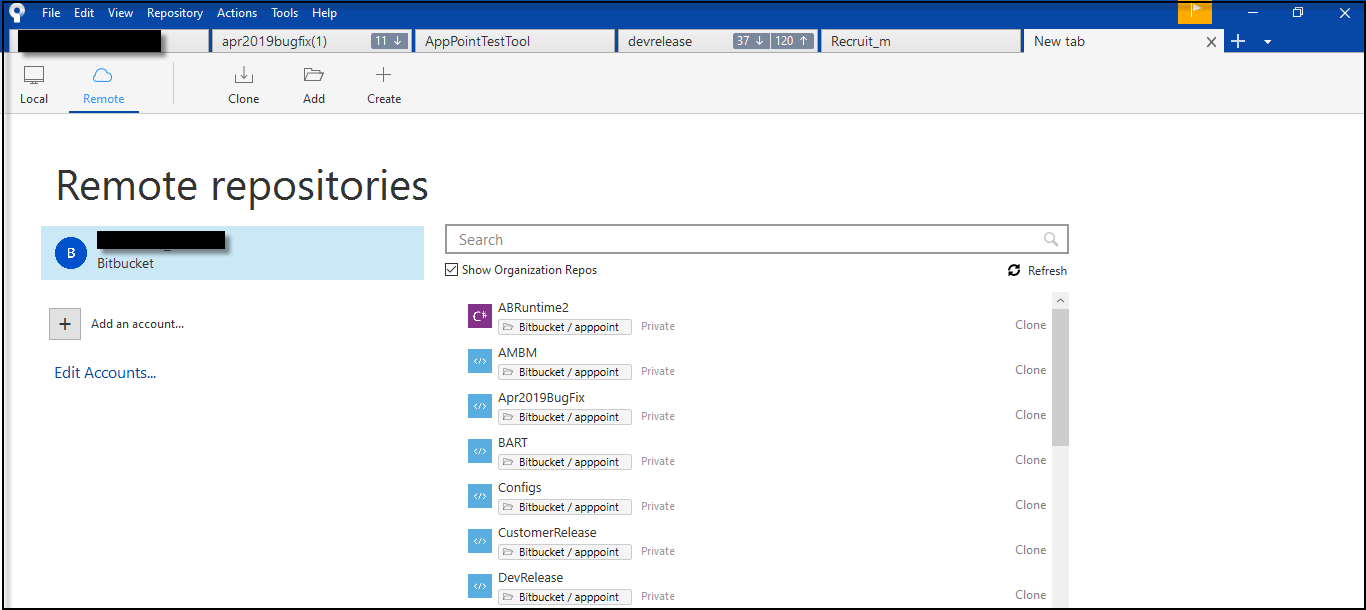 File Edit View Repository Actions Tools Help
apr2019bugfix(1) 11 ↓ AppPointTestTool devrelease 37 ↓ 120 ↑ Recruit_m New tab
Local Remote Clone Add Create
Remote repositories
B
Bitbucket
Search
Show Organization Repos Refresh
Add an account...
Edit Accounts...
C# ABRuntime2
Bitbucket / apppoint Private Clone
</> AMBM
Bitbucket / apppoint Private Clone
</> Apr2019BugFix
Bitbucket / apppoint Private Clone
</> BART
Bitbucket / apppoint Private Clone
</> Configs
Bitbucket / apppoint Private Clone
</> CustomerRelease
Bitbucket / apppoint Private Clone
</> DevRelease
Bitbucket / apppoint Private Clone